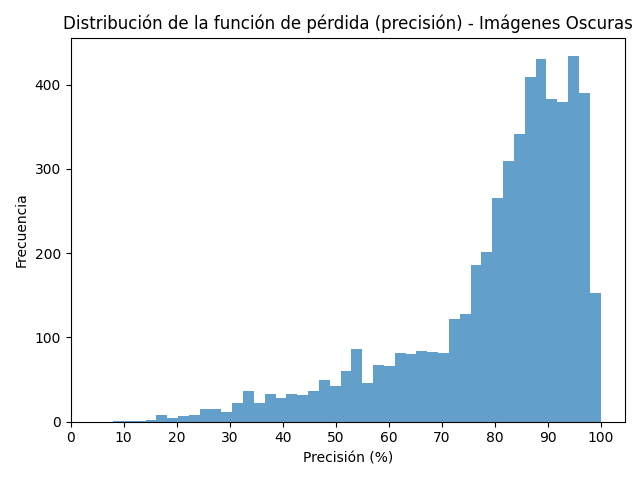 Distribución de la función de pérdida (precisión) - Imágenes Oscuras
Frecuencia
400
300
200
100
0
0 10 20 30 40 50 60 70 80 90 100
Precisión (%)